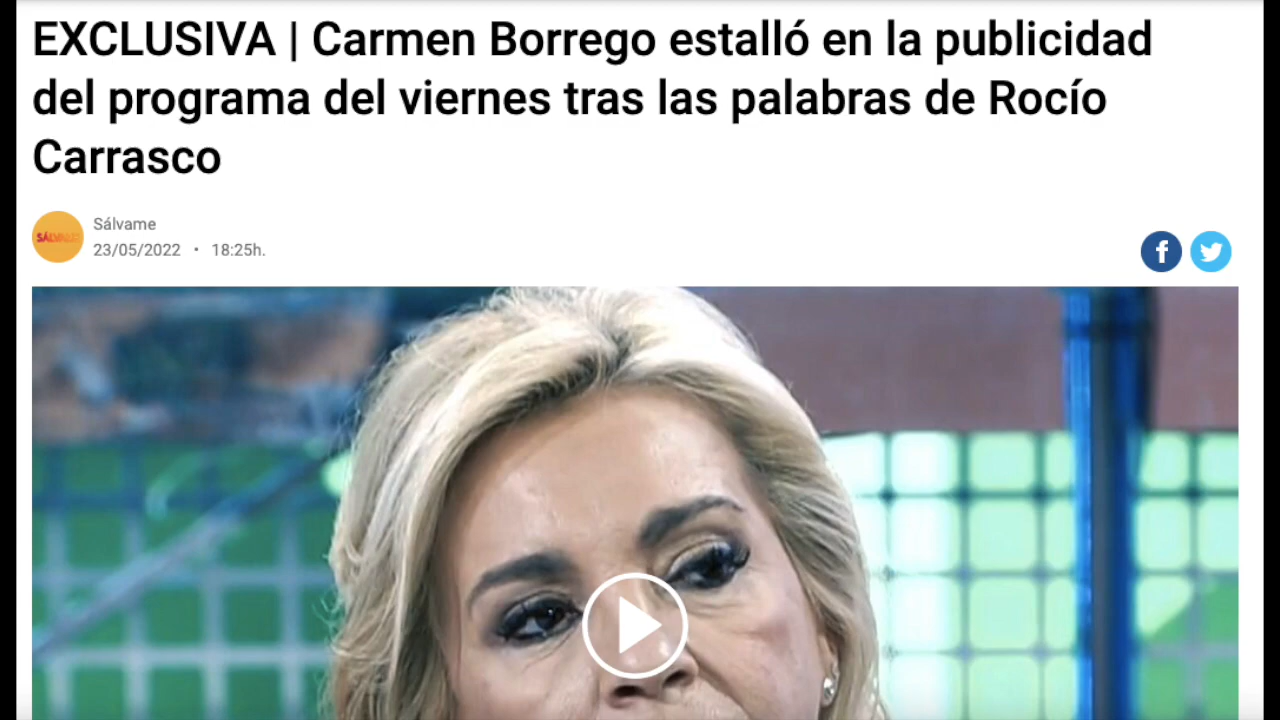 EXCLUSIVA | Carmen Borrego estalló en la publicidad
del programa del viernes tras las palabras de Rocío
Carrasco
Sálvame
23/05/2022 • 18:25h.
SÁLVAME